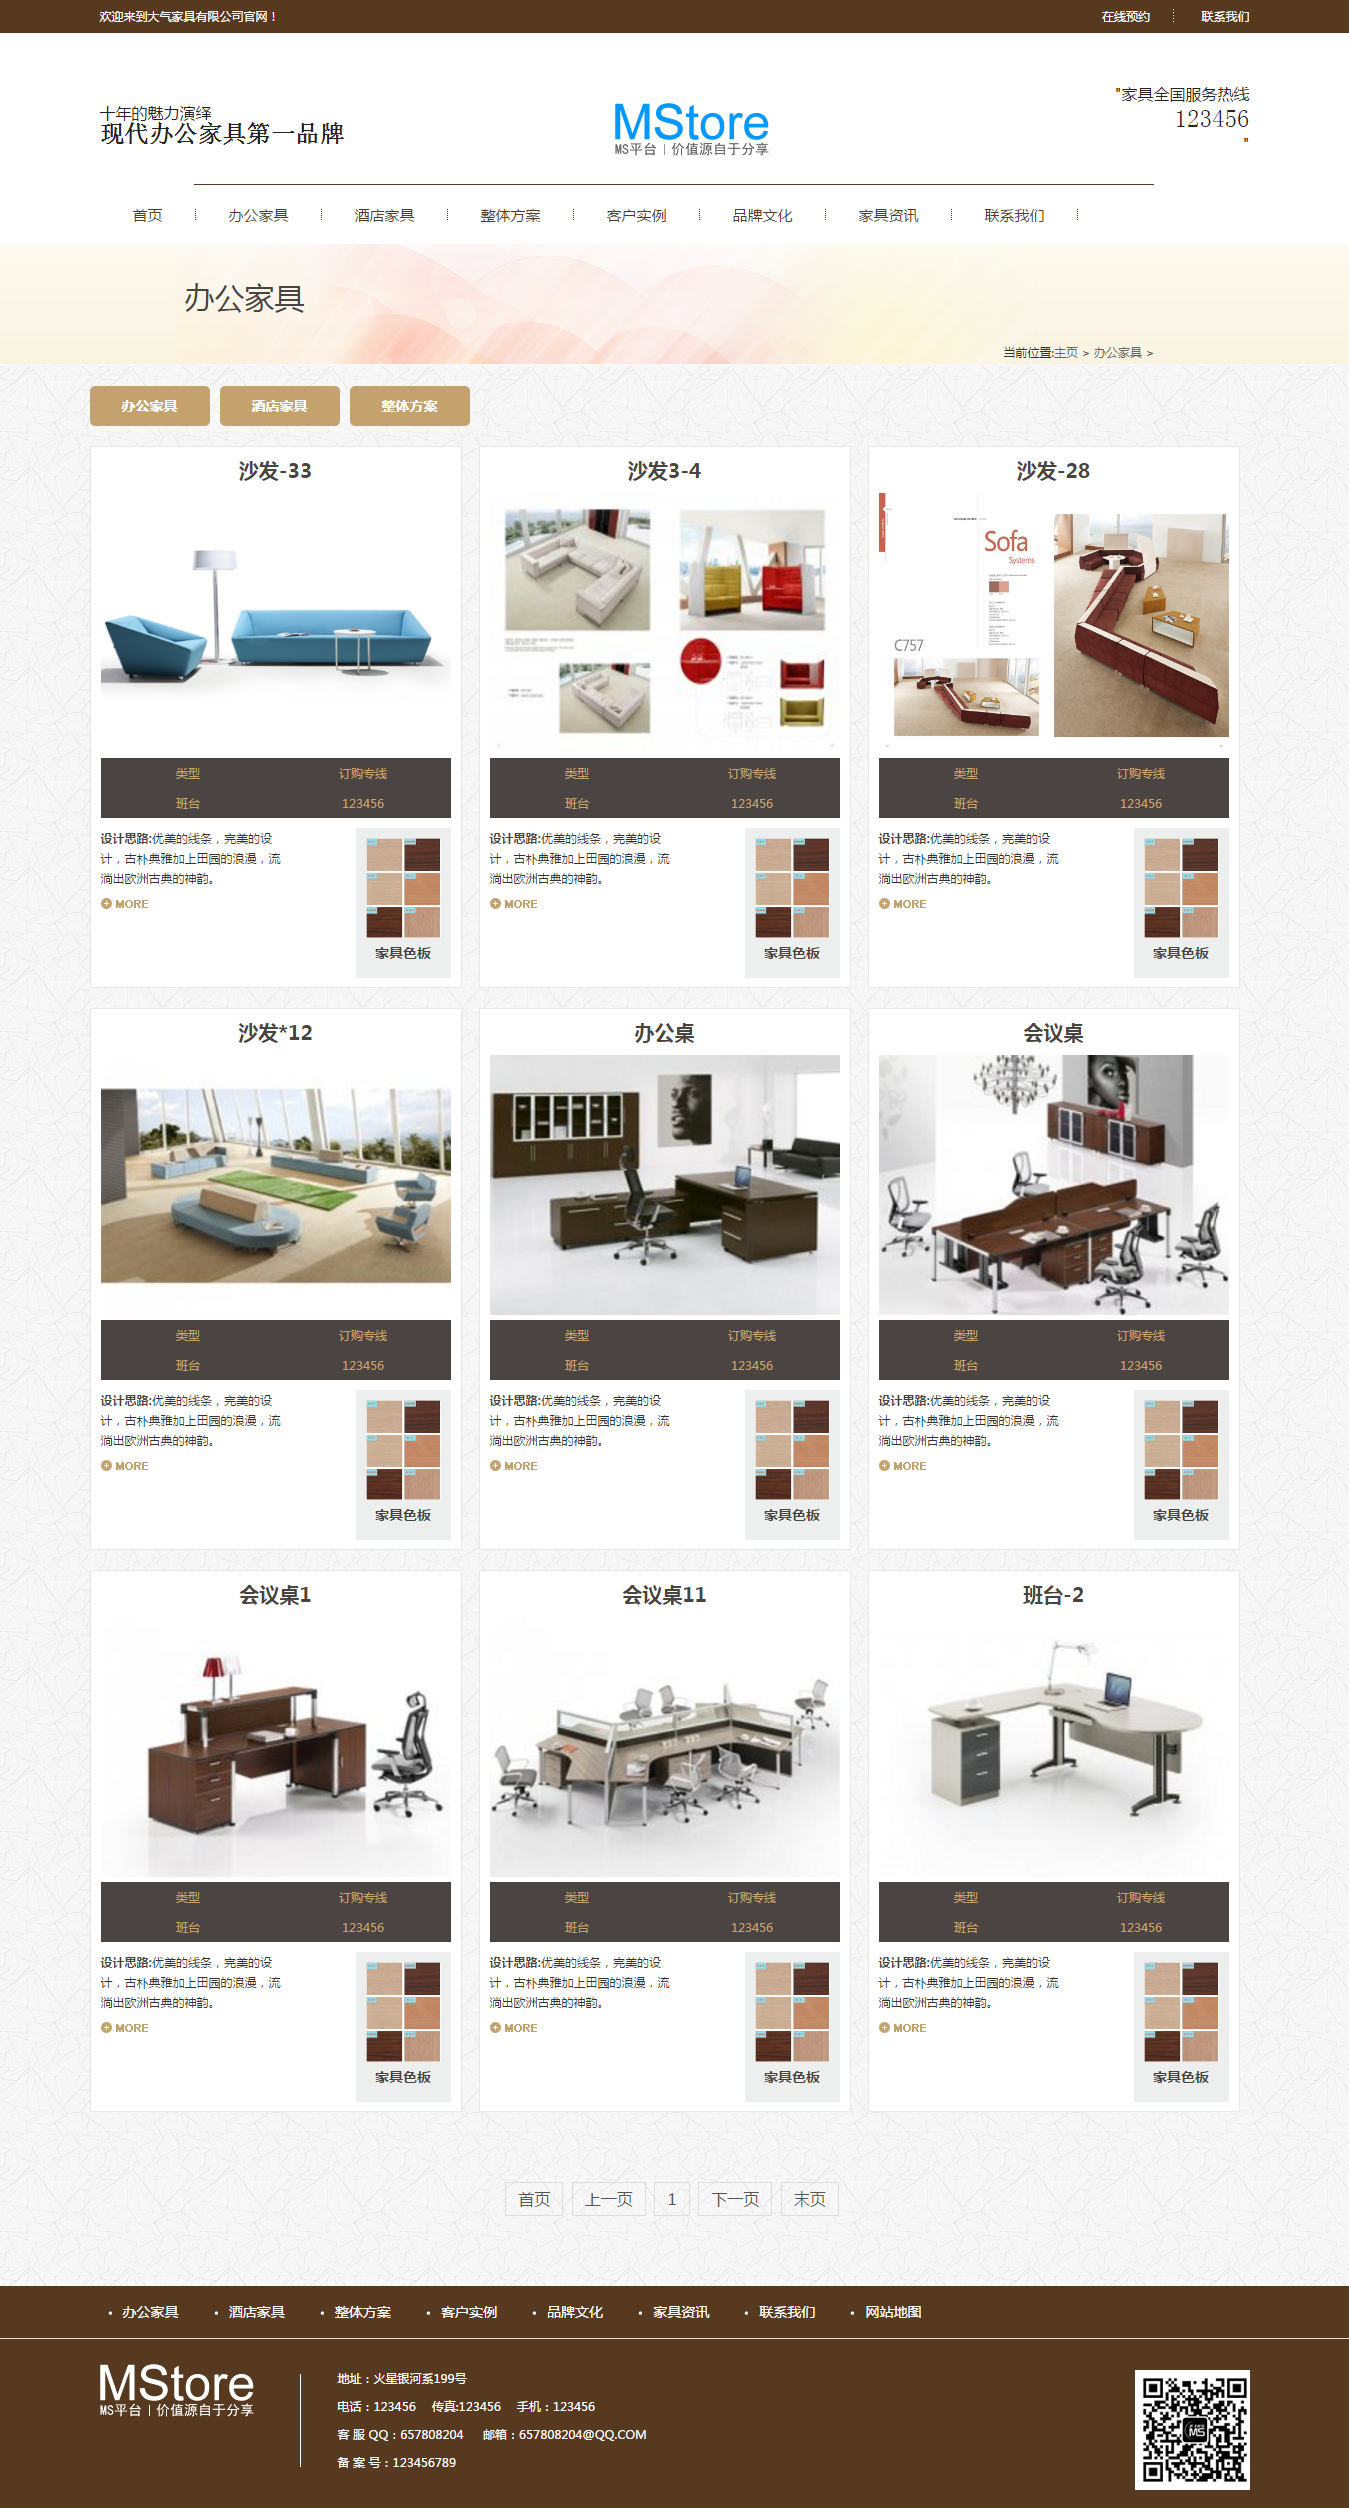 欢迎来到大气家具有限公司官网！
在线预约
联系我们
十年的魅力演绎
现代办公家具第一品牌
MStore
MS平台｜价值源自于分享
"家具全国服务热线
123456
"
首页 办公家具 酒店家具 整体方案 客户实例 品牌文化 家具资讯 联系我们
办公家具
当前位置:主页 > 办公家具 >
办公家具 酒店家具 整体方案
沙发-33
沙发3-4
沙发-28
Sofa
Systems
C757
类型 订购专线
班台 123456
设计思路:优美的线条，完美的设
计，古朴典雅加上田园的浪漫，流
淌出欧洲古典的神韵。
MORE
家具色板
类型 订购专线
班台 123456
设计思路:优美的线条，完美的设
计，古朴典雅加上田园的浪漫，流
淌出欧洲古典的神韵。
MORE
家具色板
类型 订购专线
班台 123456
设计思路:优美的线条，完美的设
计，古朴典雅加上田园的浪漫，流
淌出欧洲古典的神韵。
MORE
家具色板
沙发*12
办公桌
会议桌
类型 订购专线
班台 123456
设计思路:优美的线条，完美的设
计，古朴典雅加上田园的浪漫，流
淌出欧洲古典的神韵。
MORE
家具色板
类型 订购专线
班台 123456
设计思路:优美的线条，完美的设
计，古朴典雅加上田园的浪漫，流
淌出欧洲古典的神韵。
MORE
家具色板
类型 订购专线
班台 123456
设计思路:优美的线条，完美的设
计，古朴典雅加上田园的浪漫，流
淌出欧洲古典的神韵。
MORE
家具色板
会议桌1
会议桌11
班台-2
类型 订购专线
班台 123456
设计思路:优美的线条，完美的设
计，古朴典雅加上田园的浪漫，流
淌出欧洲古典的神韵。
MORE
家具色板
类型 订购专线
班台 123456
设计思路:优美的线条，完美的设
计，古朴典雅加上田园的浪漫，流
淌出欧洲古典的神韵。
MORE
家具色板
类型 订购专线
班台 123456
设计思路:优美的线条，完美的设
计，古朴典雅加上田园的浪漫，流
淌出欧洲古典的神韵。
MORE
家具色板
首页 上一页 1 下一页 末页
• 办公家具 • 酒店家具 • 整体方案 • 客户实例 • 品牌文化 • 家具资讯 • 联系我们 • 网站地图
MStore
MS平台｜价值源自于分享
地址：火星银河系199号
电话：123456 传真:123456 手机：123456
客 服 QQ：657808204 邮箱：657808204@QQ.COM
备 案 号：123456789
MS